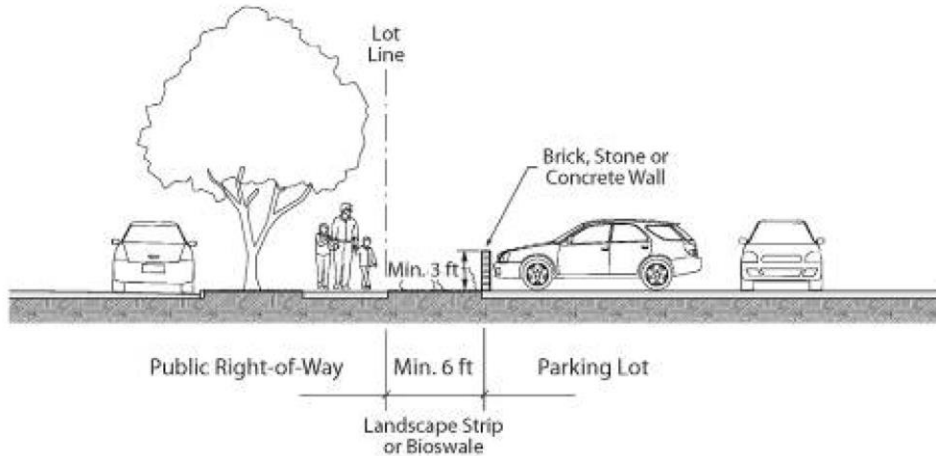 Lot
Line
Brick, Stone or
Concrete Wall
Min. 3 ft
Public Right-of-Way
Min. 6 ft
Parking Lot
Landscape Strip
or Bioswale